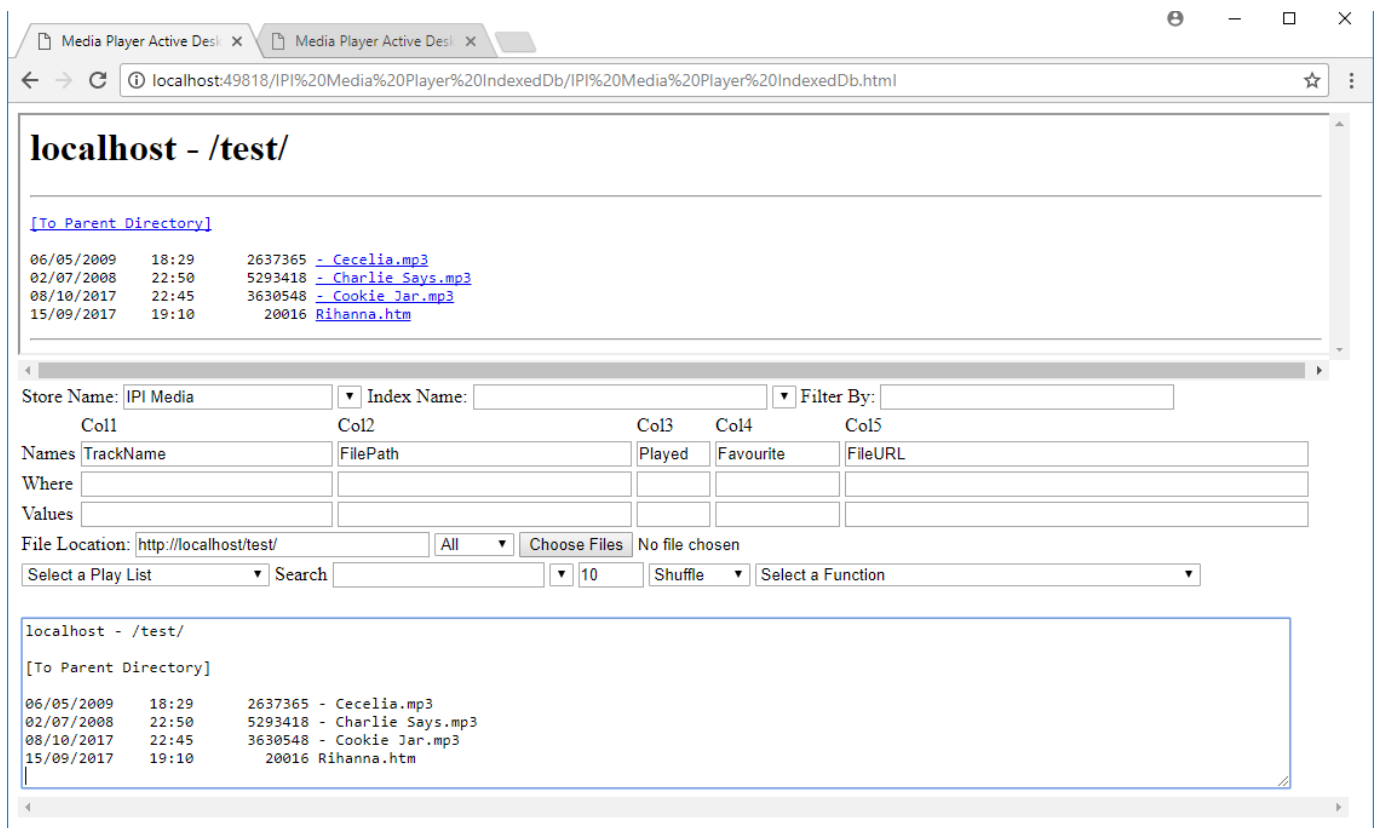 Media Player Active Desk Media Player Active Desk
localhost:49818/IPI%20Media%20Player%20IndexedDb/IPI%20Media%20Player%20IndexedDb.html
localhost - /test/
[To Parent Directory]
06/05/2009 18:29 2637365 - Cecelia.mp3
02/07/2008 22:50 5293418 - Charlie Says.mp3
08/10/2017 22:45 3630548 - Cookie Jar.mp3
15/09/2017 19:10 20016 Rihanna.htm
Store Name: IPI Media Index Name: Filter By:
Col1 Col2 Col3 Col4 Col5
Names TrackName FilePath Played Favourite FileURL
Where
Values
File Location: http://localhost/test/ All Choose Files No file chosen
Select a Play List Search 10 Shuffle Select a Function
localhost - /test/
[To Parent Directory]
06/05/2009 18:29 2637365 - Cecelia.mp3
02/07/2008 22:50 5293418 - Charlie Says.mp3
08/10/2017 22:45 3630548 - Cookie Jar.mp3
15/09/2017 19:10 20016 Rihanna.htm